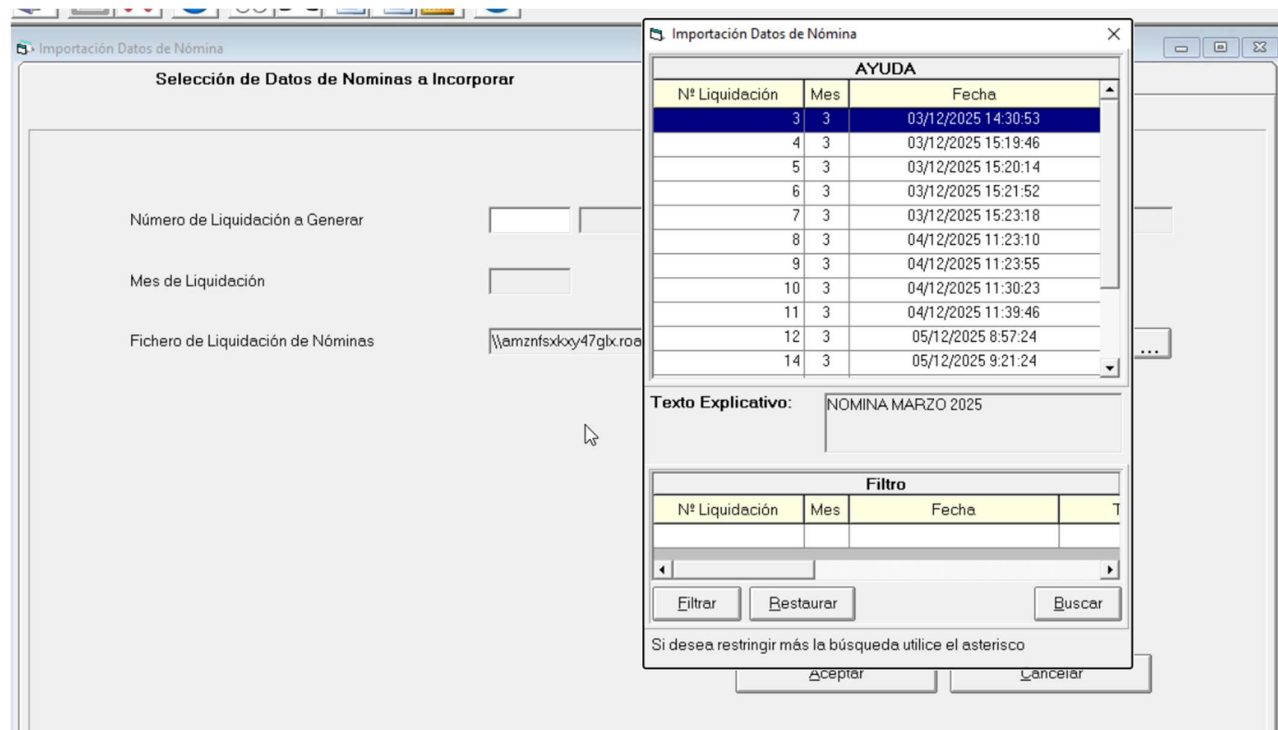 Importación Datos de Nómina
Selección de Datos de Nominas a Incorporar
Número de Liquidación a Generar
Mes de Liquidación
Fichero de Liquidación de Nóminas
...
Importación Datos de Nómina
AYUDA
Nº Liquidación Mes Fecha
3 3 03/12/2025 14:30:53
4 3 03/12/2025 15:19:46
5 3 03/12/2025 15:20:14
6 3 03/12/2025 15:21:52
7 3 03/12/2025 15:23:18
8 3 04/12/2025 11:23:10
9 3 04/12/2025 11:23:55
10 3 04/12/2025 11:30:23
11 3 04/12/2025 11:39:46
12 3 05/12/2025 8:57:24
14 3 05/12/2025 9:21:24
Texto Explicativo: NOMINA MARZO 2025
Filtro
Nº Liquidación Mes Fecha T
Filtrar Restaurar Buscar
Si desea restringir más la búsqueda utilice el asterisco
Aceptar Cancelar